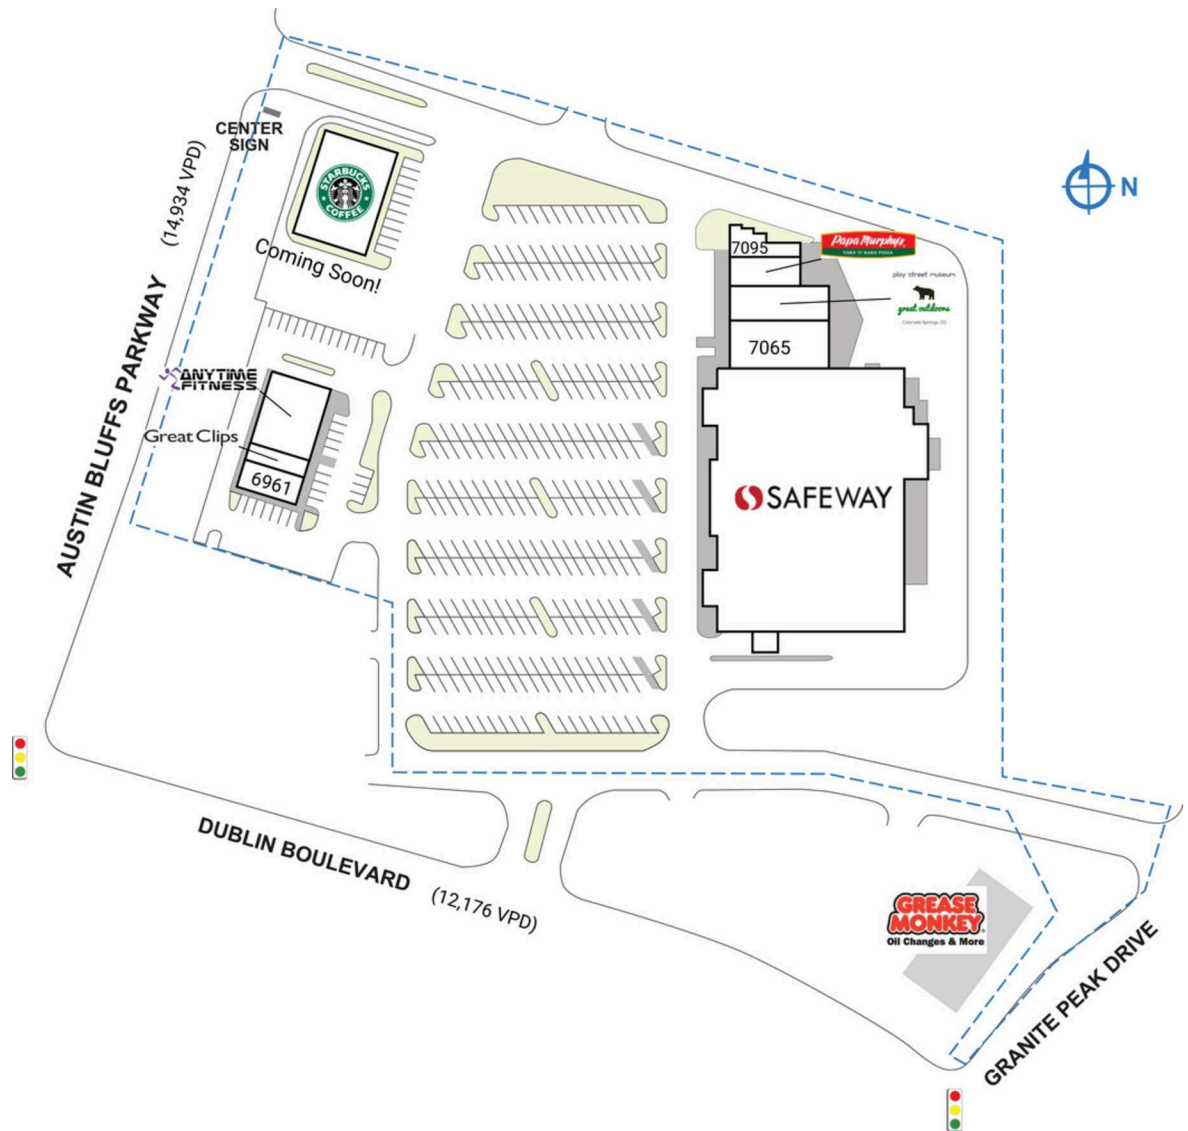 CENTER
SIGN
(14,934 VPD)
STARBUCKS
COFFEE
Coming Soon!
AUSTIN BLUFFS PARKWAY
ANYTIME
FITNESS
Great Clips
6961
7095
Papa Murphy's
TAKE 'N' BAKE PIZZA
play street museum
great outdoors
Colorado Springs, CO
7065
SAFEWAY
N
DUBLIN BOULEVARD
(12,176 VPD)
GREASE
MONKEY
Oil Changes & More
GRANITE PEAK DRIVE